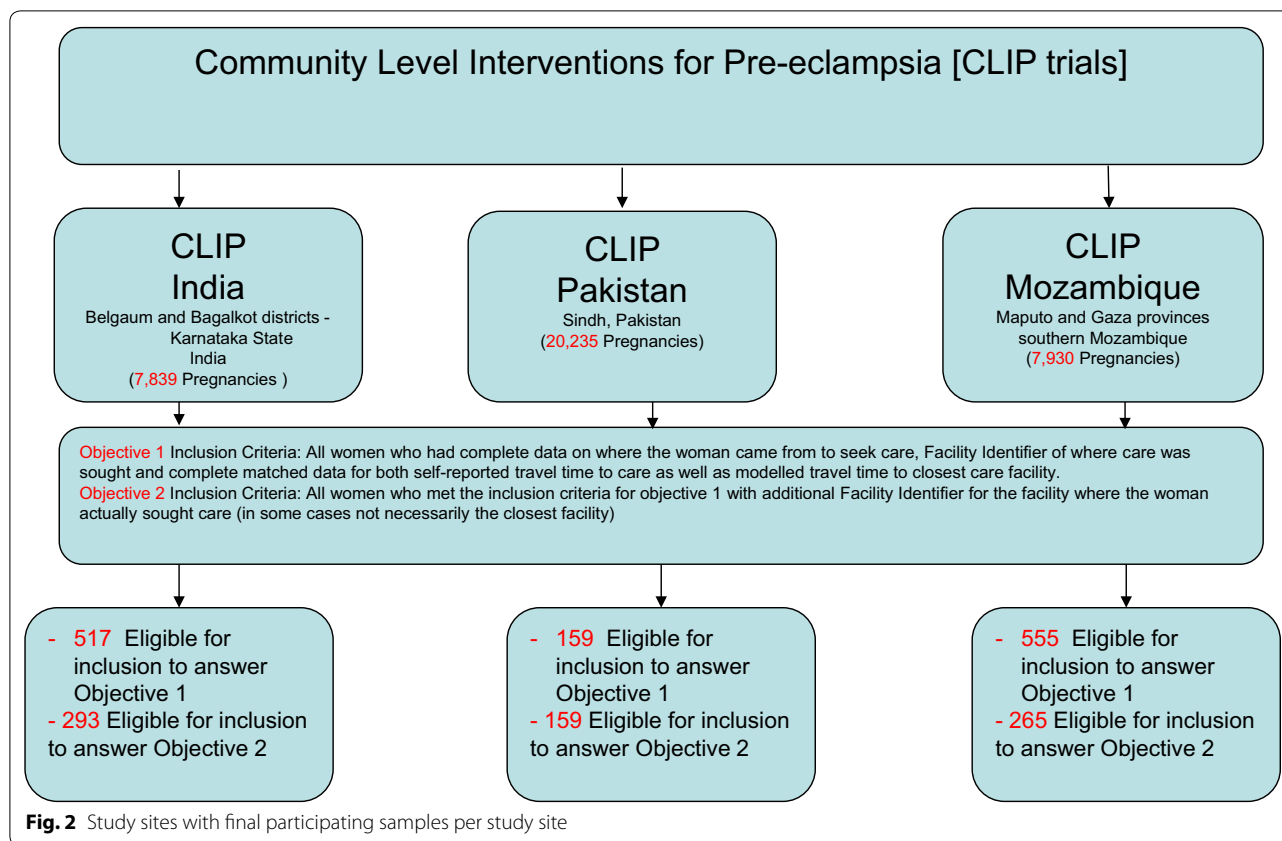 Community Level Interventions for Pre-eclampsia [CLIP trials]
CLIP
India
Belgaum and Bagalkot districts -
Karnataka State
India
(7,839 Pregnancies )
CLIP
Pakistan
Sindh, Pakistan
(20,235 Pregnancies)
CLIP
Mozambique
Maputo and Gaza provinces
southern Mozambique
(7,930 Pregnancies)
Objective 1 Inclusion Criteria: All women who had complete data on where the woman came from to seek care, Facility Identifier of where care was
sought and complete matched data for both self-reported travel time to care as well as modelled travel time to closest care facility.
Objective 2 Inclusion Criteria: All women who met the inclusion criteria for objective 1 with additional Facility Identifier for the facility where the woman
actually sought care (in some cases not necessarily the closest facility)
- 517 Eligible for
inclusion to answer
Objective 1
- 293 Eligible for inclusion
to answer Objective 2
- 159 Eligible for
inclusion to answer
Objective 1
- 159 Eligible for inclusion
to answer Objective 2
- 555 Eligible for
inclusion to answer
Objective 1
- 265 Eligible for inclusion
to answer Objective 2
Fig. 2 Study sites with final participating samples per study site